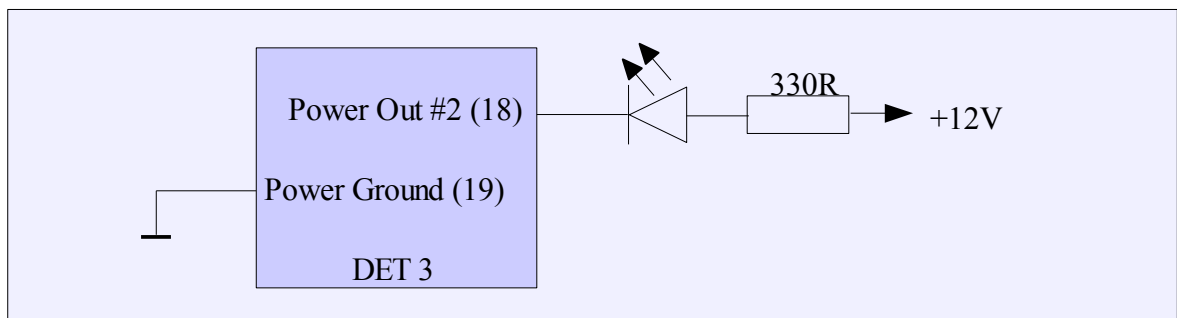 330R
Power Out #2 (18)
+12V
Power Ground (19)
DET 3